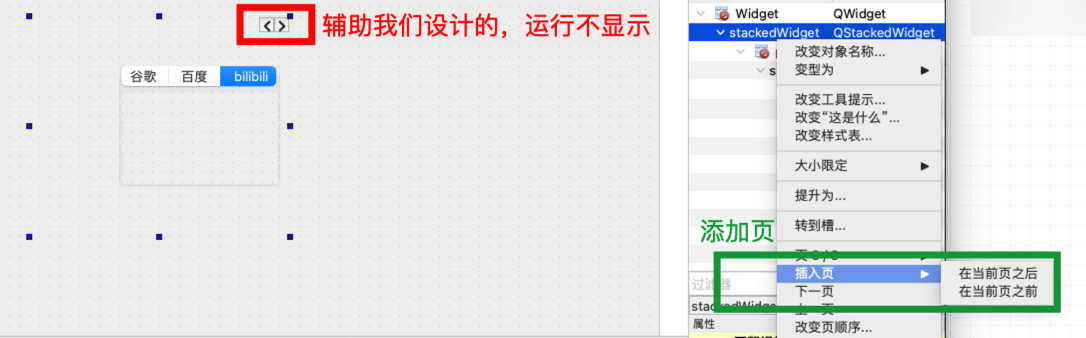 辅助我们设计的，运行不显示
谷歌 百度 bilibili
Widget QWidget
stackedWidget QStackedWidget
改变对象名称...
变型为
改变工具提示...
改变“这是什么”...
改变样式表...
大小限定
提升为...
转到槽...
添加页
插入页
在当前页之后
在当前页之前
下一页
过滤器
上一页
stackedWidge
属性
改变页顺序...